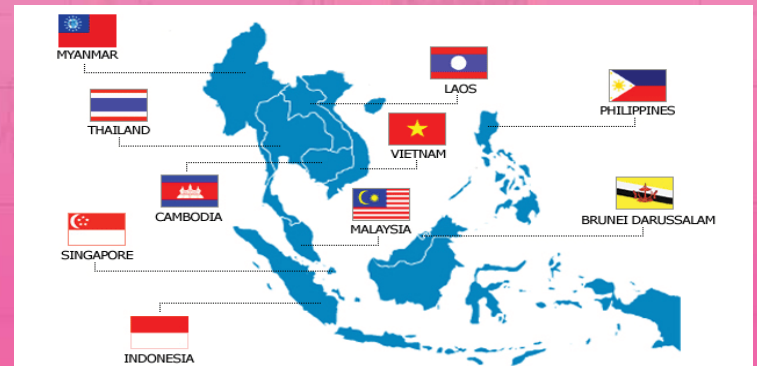 MYANMAR
LAOS
PHILIPPINES
THAILAND
VIETNAM
CAMBODIA
MALAYSIA
BRUNEI DARUSSALAM
SINGAPORE
INDONESIA